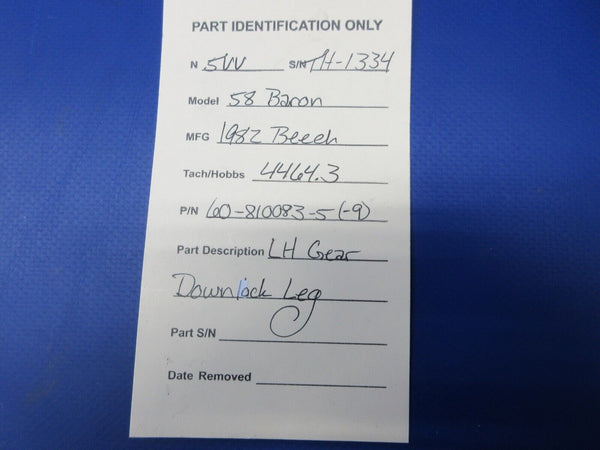 PART IDENTIFICATION ONLY
N 5VV S/N TH-1334
Model 58 Baron
MFG 1982 Beech
Tach/Hobbs 4464.3
P/N 60-810083-5 (-9)
Part Description LH Gear
Downlock Leg
Part S/N
Date Removed